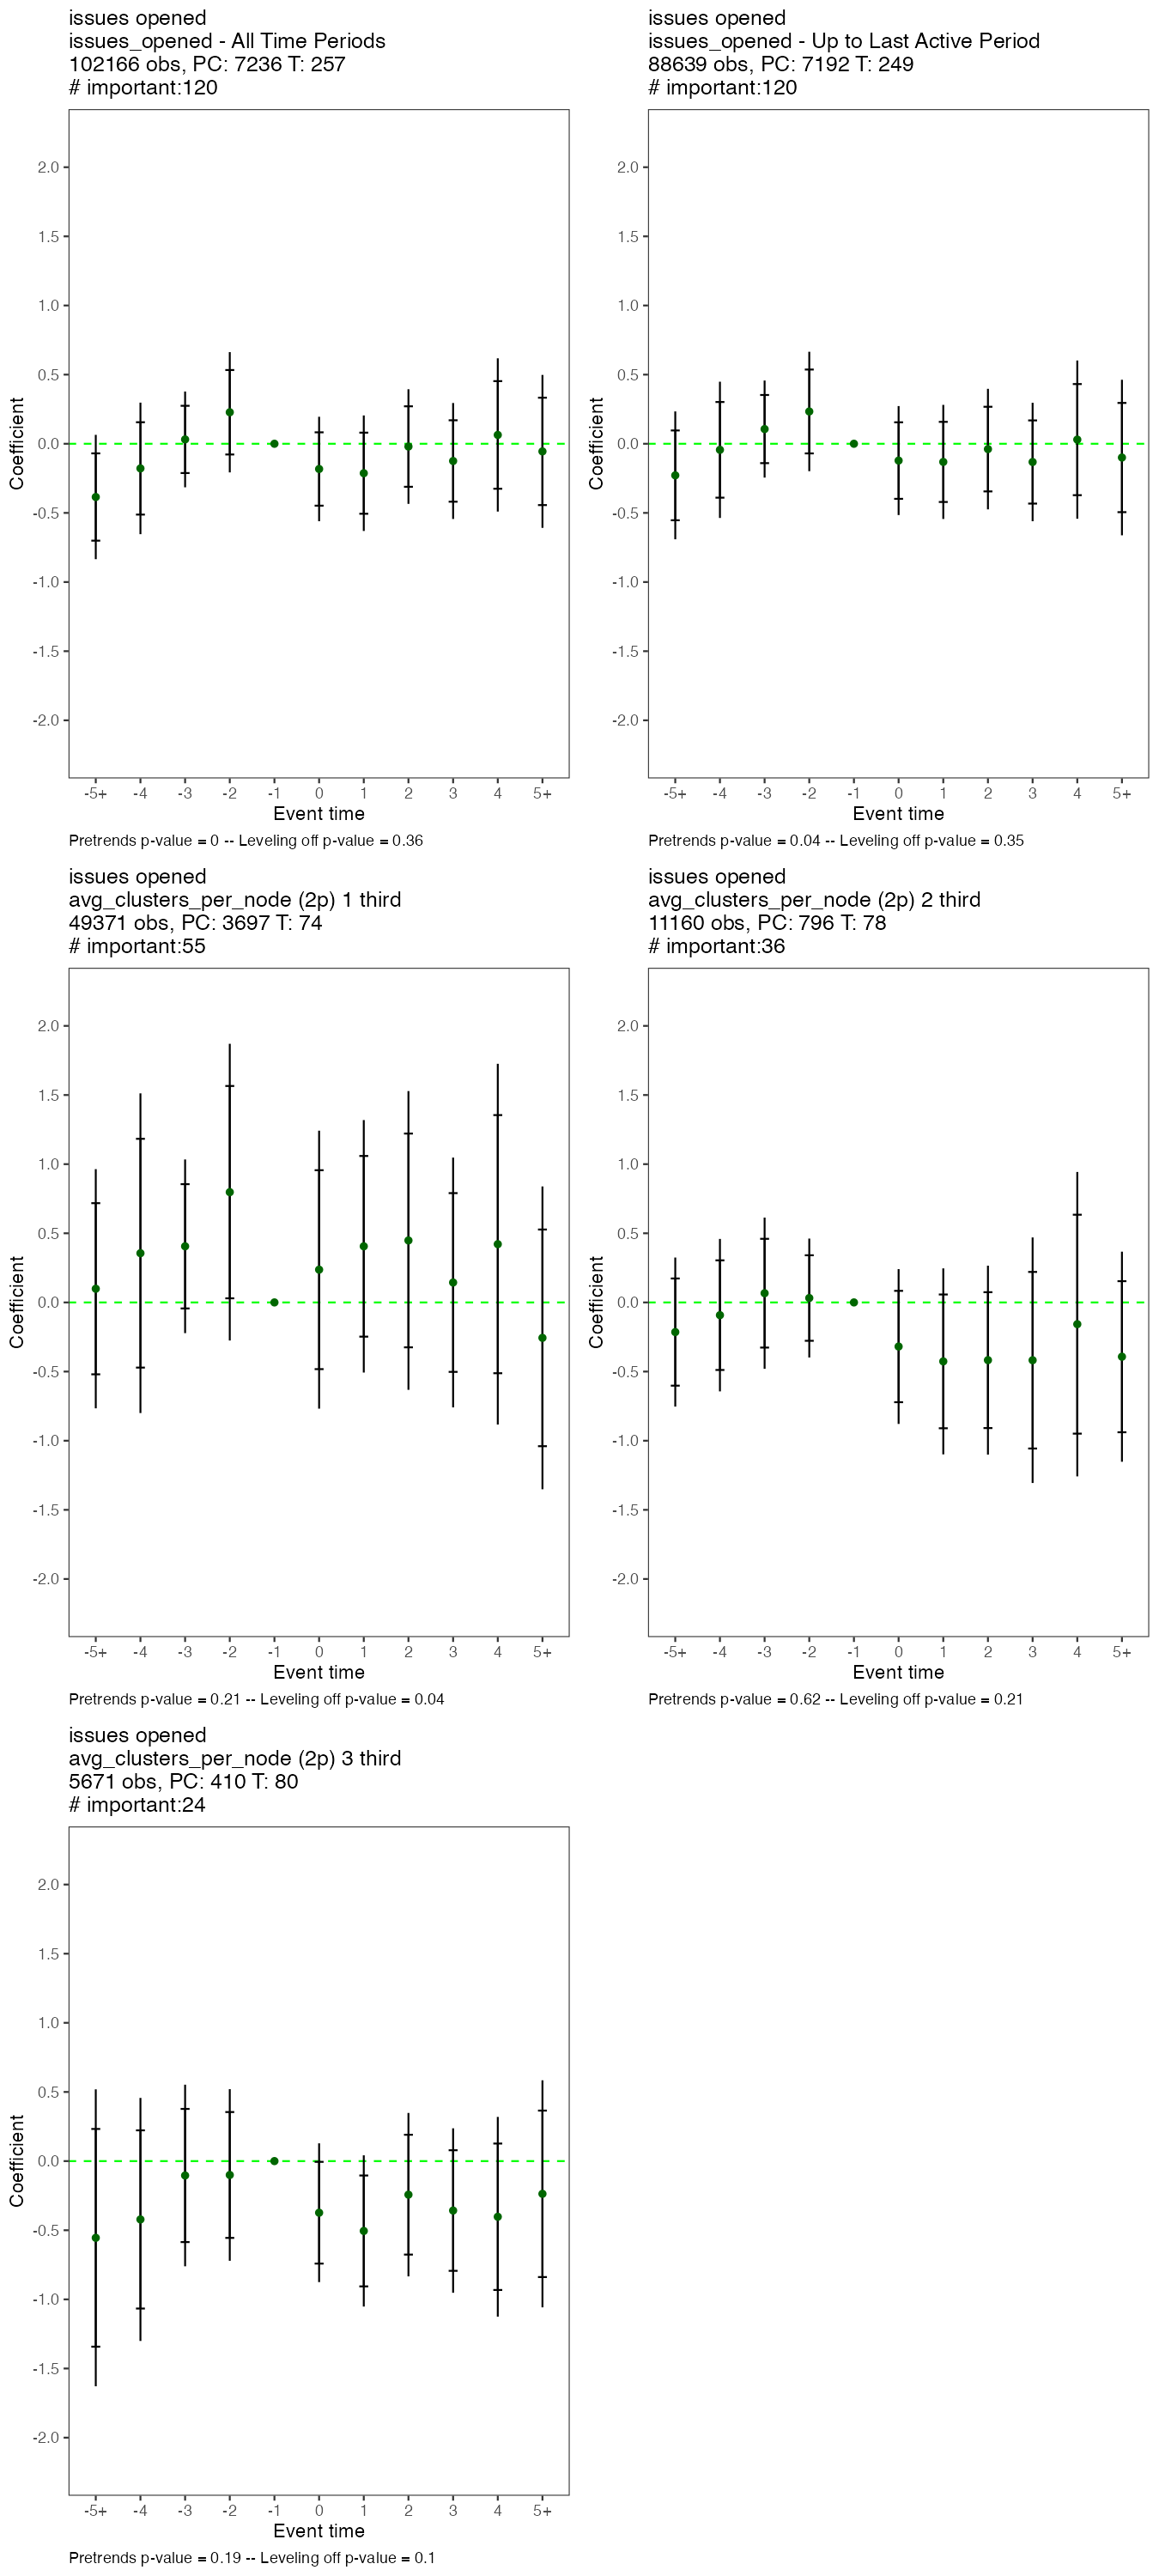 issues opened
issues_opened - All Time Periods
102166 obs, PC: 7236 T: 257
# important:120
2.0
1.5
1.0
0.5
0.0
-0.5
-1.0
-1.5
-2.0
Coefficient
-5+ -4 -3 -2 -1 0 1 2 3 4 5+
Event time
Pretrends p-value = 0 -- Leveling off p-value = 0.36
issues opened
issues_opened - Up to Last Active Period
88639 obs, PC: 7192 T: 249
# important:120
2.0
1.5
1.0
0.5
0.0
-0.5
-1.0
-1.5
-2.0
Coefficient
-5+ -4 -3 -2 -1 0 1 2 3 4 5+
Event time
Pretrends p-value = 0.04 -- Leveling off p-value = 0.35
issues opened
avg_clusters_per_node (2p) 1 third
49371 obs, PC: 3697 T: 74
# important:55
2.0
1.5
1.0
0.5
0.0
-0.5
-1.0
-1.5
-2.0
Coefficient
-5+ -4 -3 -2 -1 0 1 2 3 4 5+
Event time
Pretrends p-value = 0.21 -- Leveling off p-value = 0.04
issues opened
avg_clusters_per_node (2p) 2 third
11160 obs, PC: 796 T: 78
# important:36
2.0
1.5
1.0
0.5
0.0
-0.5
-1.0
-1.5
-2.0
Coefficient
-5+ -4 -3 -2 -1 0 1 2 3 4 5+
Event time
Pretrends p-value = 0.62 -- Leveling off p-value = 0.21
issues opened
avg_clusters_per_node (2p) 3 third
5671 obs, PC: 410 T: 80
# important:24
2.0
1.5
1.0
0.5
0.0
-0.5
-1.0
-1.5
-2.0
Coefficient
-5+ -4 -3 -2 -1 0 1 2 3 4 5+
Event time
Pretrends p-value = 0.19 -- Leveling off p-value = 0.1